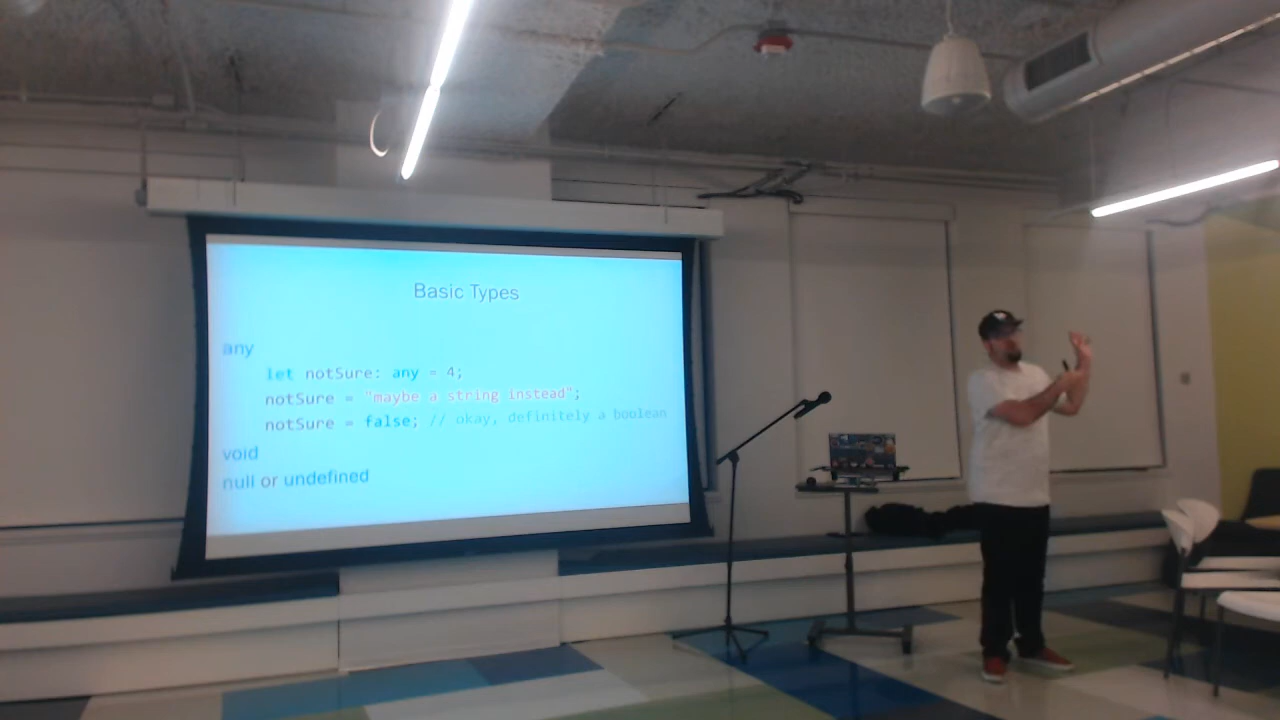 Basic Types
any
let notSure: any = 4;
notSure = "maybe a string instead";
notSure = false; // okay, definitely a boolean
void
null or undefined